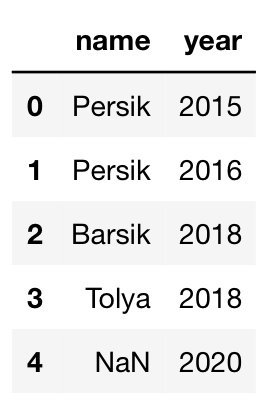 name year
0 Persik 2015
1 Persik 2016
2 Barsik 2018
3 Tolya 2018
4 NaN 2020